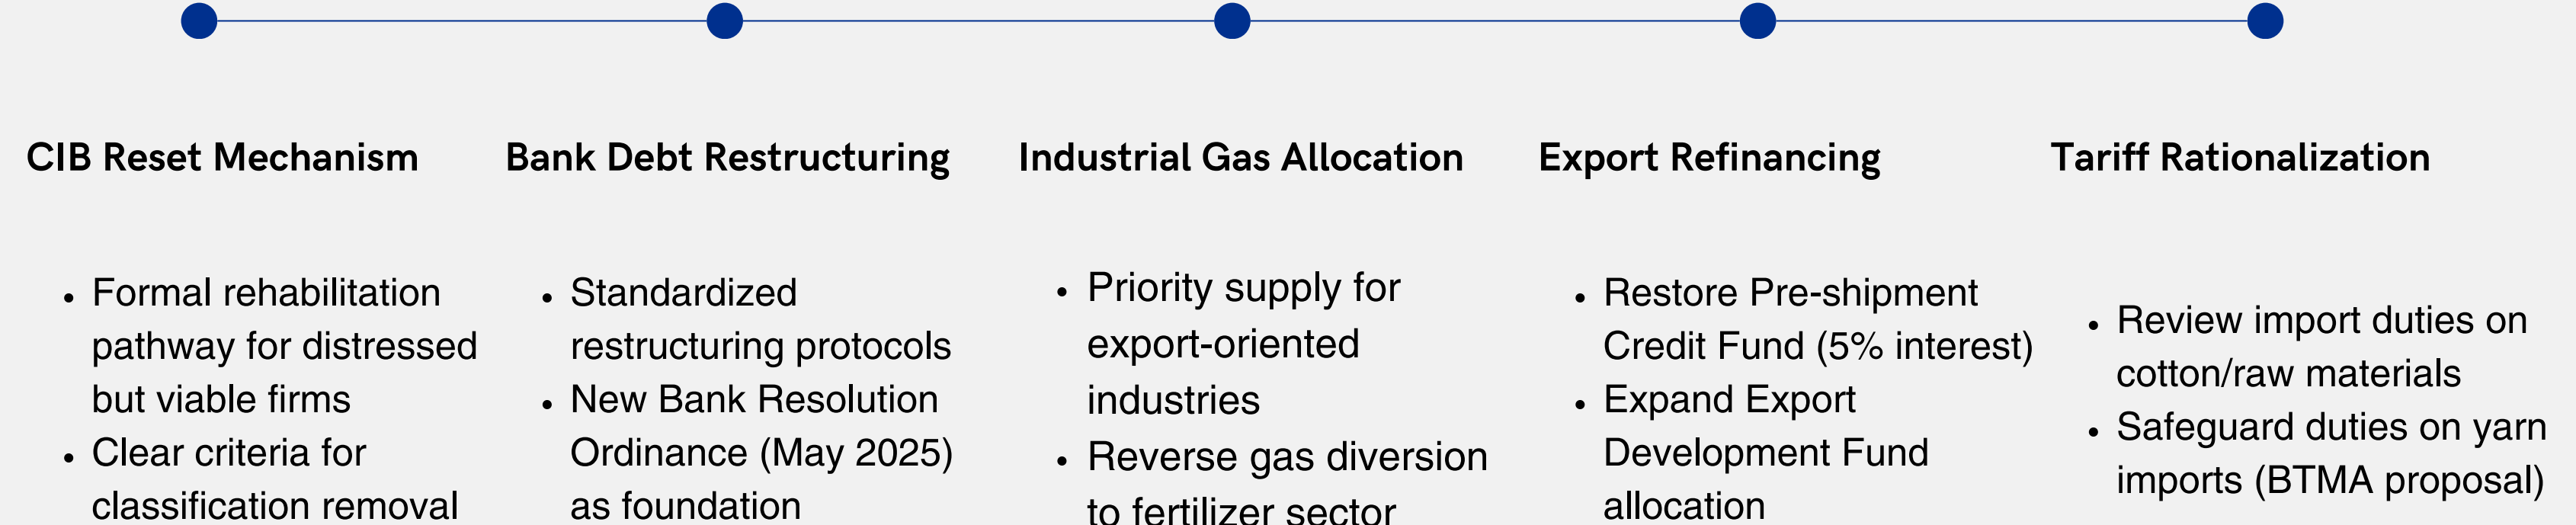 CIB Reset Mechanism
• Formal rehabilitation
pathway for distressed
but viable firms
• Clear criteria for
classification removal
Bank Debt Restructuring
• Standardized
restructuring protocols
• New Bank Resolution
Ordinance (May 2025)
as foundation
Industrial Gas Allocation
• Priority supply for
export-oriented
industries
• Reverse gas diversion
to fertilizer sector
Export Refinancing
• Restore Pre-shipment
Credit Fund (5% interest)
• Expand Export
Development Fund
allocation
Tariff Rationalization
• Review import duties on
cotton/raw materials
• Safeguard duties on yarn
imports (BTMA proposal)